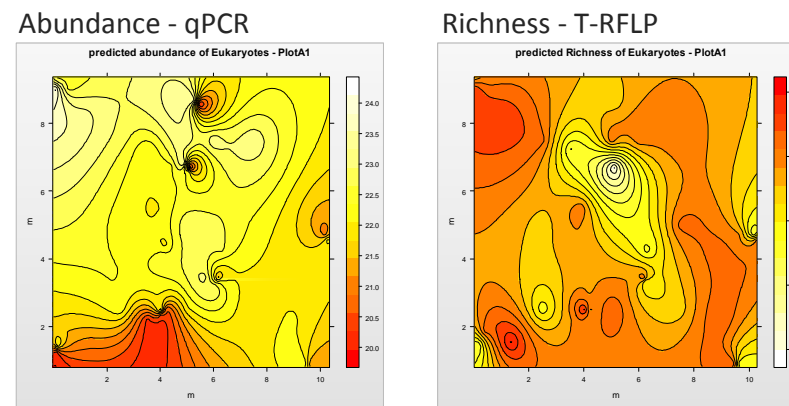 Abundance - qPCR
predicted abundance of Eukaryotes - PlotA1
24.0
23.5
23.0
22.5
22.0
21.5
21.0
20.5
20.0
8
6
4
2
m
2 4 6 8 10
m
Richness - T-RFLP
predicted Richness of Eukaryotes - PlotA1
8
6
4
2
m
2 4 6 8 10
m